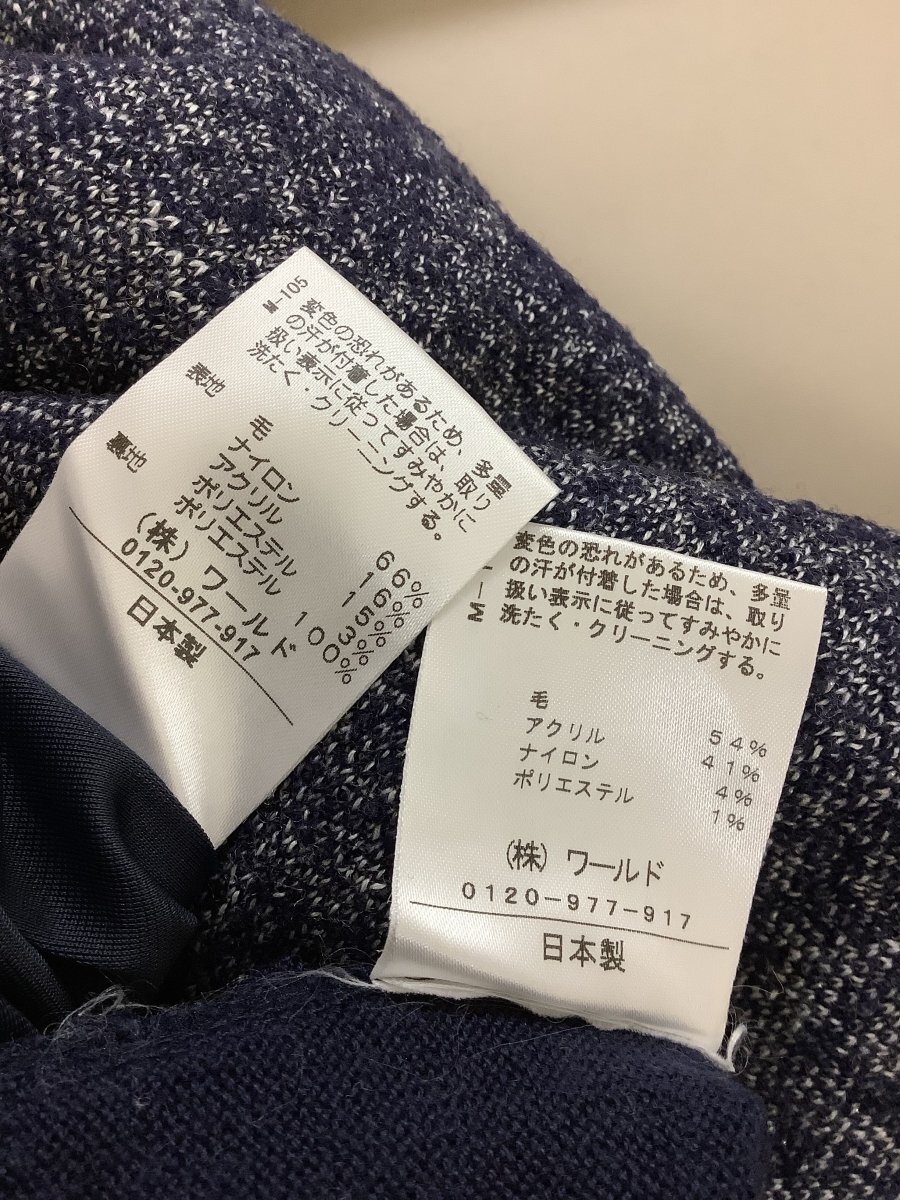 M-105
変色の恐れがあるため、多量
の汗が付着した場合は、取り
扱い表示に従ってすみやかに
洗たく・クリーニングする。
表地
毛 66%
ナイロン 16%
アクリル 15%
ポリエステル 3%
裏地
ポリエステル 100%
(株) ワールド
0120-977-917
日本製
変色の恐れがあるため、多量
の汗が付着した場合は、取り
扱い表示に従ってすみやかに
洗たく・クリーニングする。
毛 54%
アクリル 41%
ナイロン 4%
ポリエステル 1%
(株) ワールド
0120-977-917
日本製